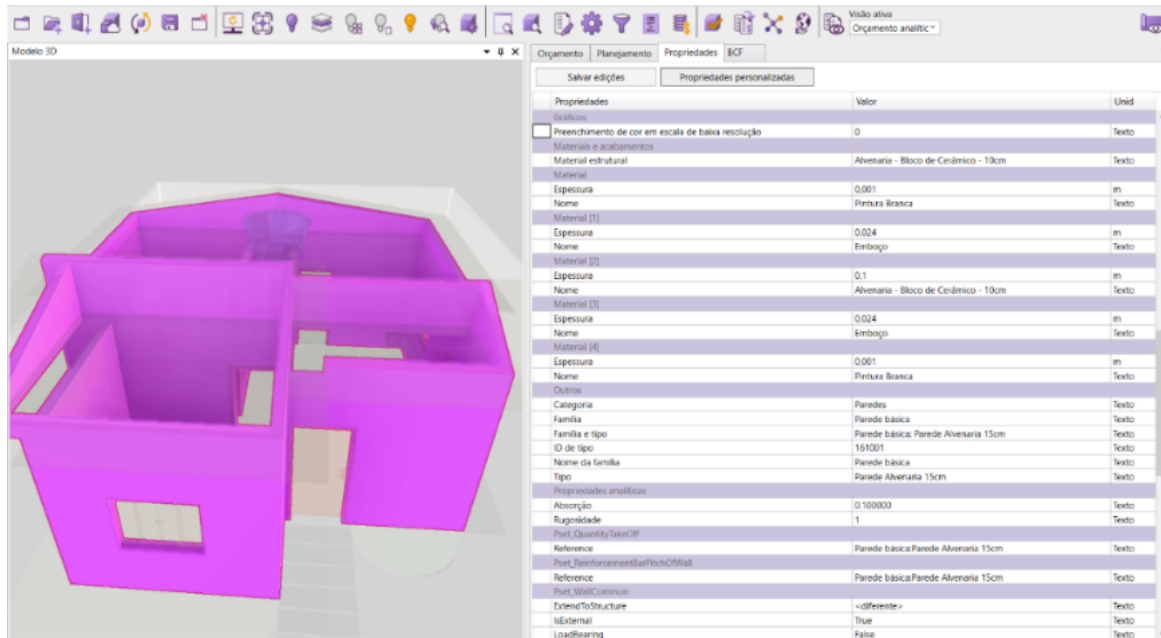 Visão ativa
Orçamento analític
Modelo 3D
Orçamento Planejamento Propriedades BCF
Salvar edições Propriedades personalizadas
Propriedades Valor Unid
Gráficos
Preenchimento de cor em escala de baixa resolução 0 Texto
Materiais e acabamentos
Material estrutural Alvenaria - Bloco de Cerámico - 10cm Texto
Material
Espessura 0,001 m
Nome Pintura Branca Texto
Material [1]
Espessura 0,024 m
Nome Emboço Texto
Material [2]
Espessura 0,1 m
Nome Alvenaria - Bloco de Cerámico - 10cm Texto
Material [3]
Espessura 0,024 m
Nome Emboço Texto
Material [4]
Espessura 0,001 m
Nome Pintura Branca Texto
Outros
Categoria Paredes Texto
Família Parede básica Texto
Família e tipo Parede básica: Parede Alvenaria 15cm Texto
ID de tipo 161001 Texto
Nome da família Parede básica Texto
Tipo Parede Alvenaria 15cm Texto
Propriedades analíticas
Absorção 0.100000 Texto
Rugosidade 1 Texto
Pset_QuantityTakeOff
Reference Parede básica:Parede Alvenaria 15cm Texto
Pset_ReinforcementBarPitchOfWall
Reference Parede básica:Parede Alvenaria 15cm Texto
Pset_WallCommon
ExtendToStructure <diferente> Texto
IsExternal True Texto
LoadBearing False Texto